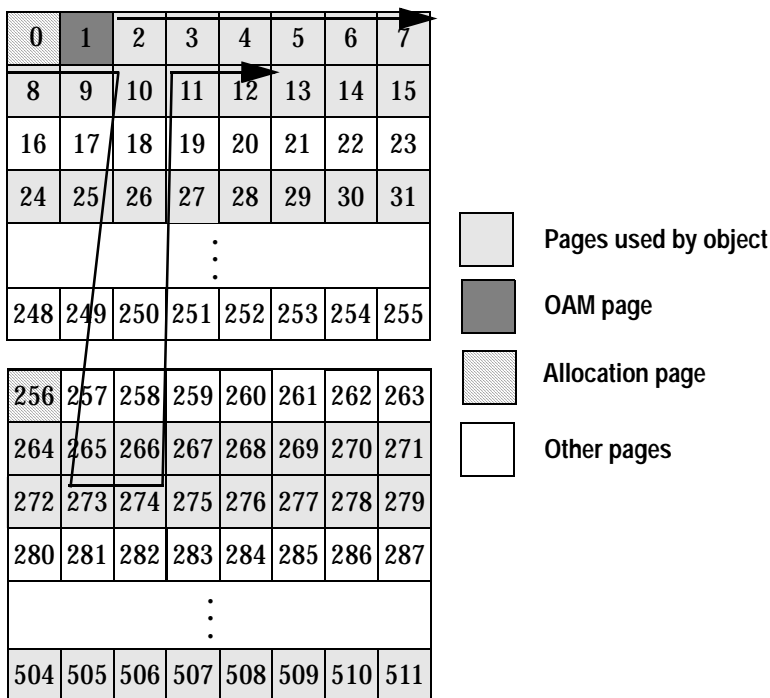 0 1 2 3 4 5 6 7
8 9 10 11 12 13 14 15
16 17 18 19 20 21 22 23
24 25 26 27 28 29 30 31
248 249 250 251 252 253 254 255
256 257 258 259 260 261 262 263
264 265 266 267 268 269 270 271
272 273 274 275 276 277 278 279
280 281 282 283 284 285 286 287
504 505 506 507 508 509 510 511
Pages used by object
OAM page
Allocation page
Other pages